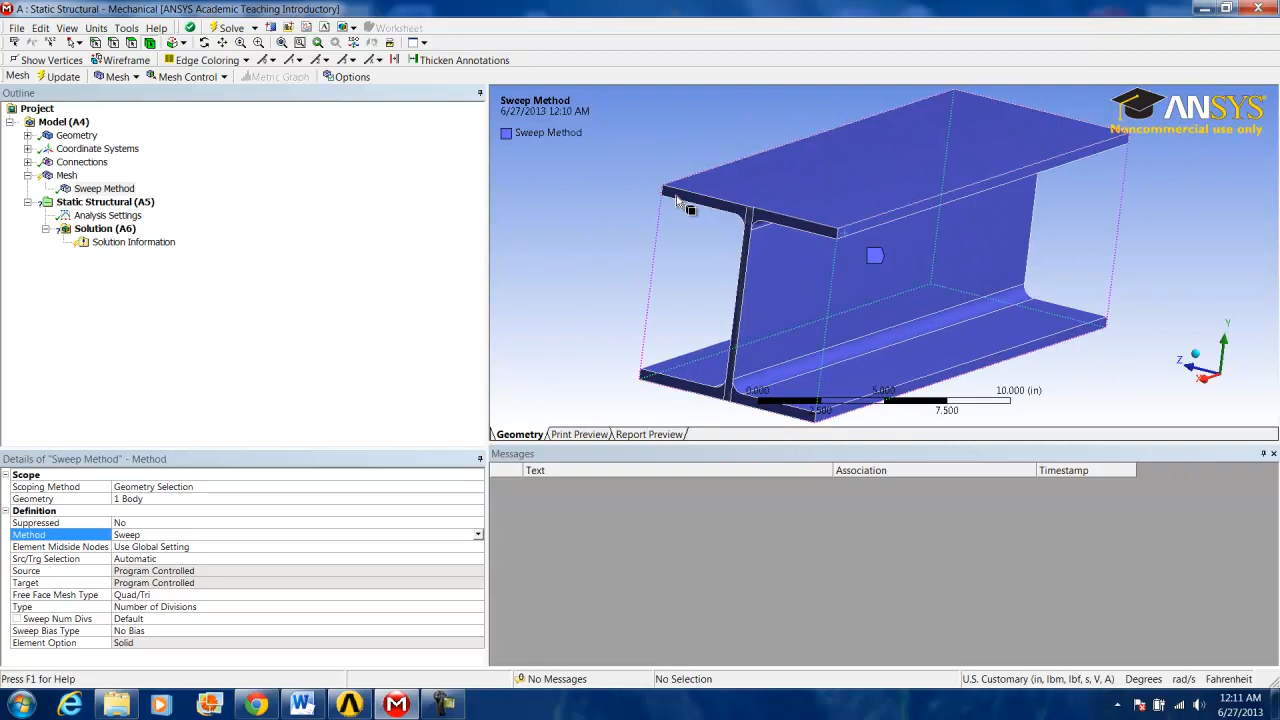 A : Static Structural - Mechanical [ANSYS Academic Teaching Introductory]
File Edit View Units Tools Help Solve Worksheet
Show Vertices Wireframe Edge Coloring Thicken Annotations
Mesh Update Mesh Mesh Control Metric Graph Options
Outline
Project
Model (A4)
Geometry
Coordinate Systems
Connections
Mesh
Sweep Method
Static Structural (A5)
Analysis Settings
Solution (A6)
Solution Information
Sweep Method
6/27/2013 12:10 AM
Sweep Method
ANSYS
Noncommercial use only
Y
Z
X
0.000 5.000 10.000 (in)
2.500 7.500
Geometry Print Preview Report Preview
Details of "Sweep Method" - Method
Scope
Scoping Method Geometry Selection
Geometry 1 Body
Definition
Suppressed No
Method Sweep
Element Midside Nodes Use Global Setting
Src/Trg Selection Automatic
Source Program Controlled
Target Program Controlled
Free Face Mesh Type Quad/Tri
Type Number of Divisions
Sweep Num Divs Default
Sweep Bias Type No Bias
Element Option Solid
Messages
Text Association Timestamp
Press F1 for Help No Messages No Selection U.S. Customary (in, lbm, lbf, s, V, A) Degrees rad/s Fahrenheit
12:11 AM
6/27/2013